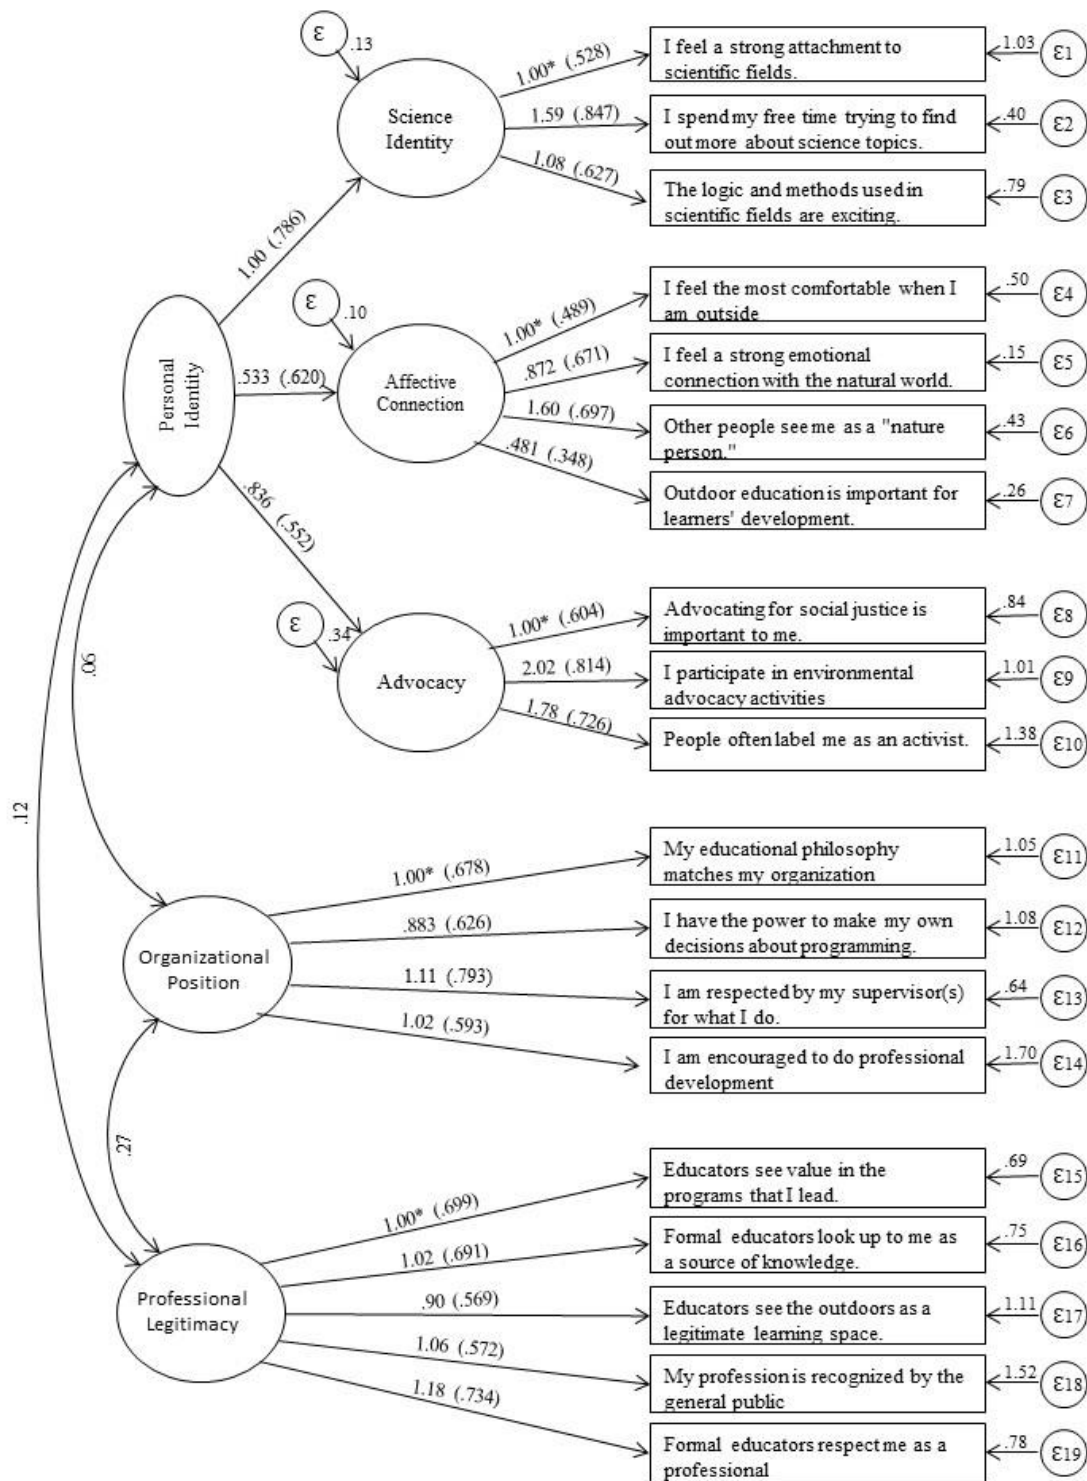 ε
.13
Science
Identity
1.00* (.528)
1.59 (.847)
1.08 (.627)
I feel a strong attachment to
scientific fields.
1.03
ε1
I spend my free time trying to find
out more about science topics.
.40
ε2
The logic and methods used in
scientific fields are exciting.
.79
ε3
1.00 (.786)
Personal
Identity
.533 (.620)
.836 (.552)
ε
.10
Affective
Connection
1.00* (.489)
.872 (.671)
1.60 (.697)
.481 (.348)
I feel the most comfortable when I
am outside
.50
ε4
I feel a strong emotional
connection with the natural world.
.15
ε5
Other people see me as a "nature
person."
.43
ε6
Outdoor education is important for
learners' development.
.26
ε7
ε
.34
Advocacy
1.00* (.604)
2.02 (.814)
1.78 (.726)
Advocating for social justice is
important to me.
.84
ε8
I participate in environmental
advocacy activities
1.01
ε9
People often label me as an activist.
1.38
ε10
.06
.12
.27
Organizational
Position
1.00* (.678)
.883 (.626)
1.11 (.793)
1.02 (.593)
My educational philosophy
matches my organization
1.05
ε11
I have the power to make my own
decisions about programming.
1.08
ε12
I am respected by my supervisor(s)
for what I do.
.64
ε13
I am encouraged to do professional
development
1.70
ε14
Professional
Legitimacy
1.00* (.699)
1.02 (.691)
.90 (.569)
1.06 (.572)
1.18 (.734)
Educators see value in the
programs that I lead.
.69
ε15
Formal educators look up to me as
a source of knowledge.
.75
ε16
Educators see the outdoors as a
legitimate learning space.
1.11
ε17
My profession is recognized by the
general public
1.52
ε18
Formal educators respect me as a
professional
.78
ε19